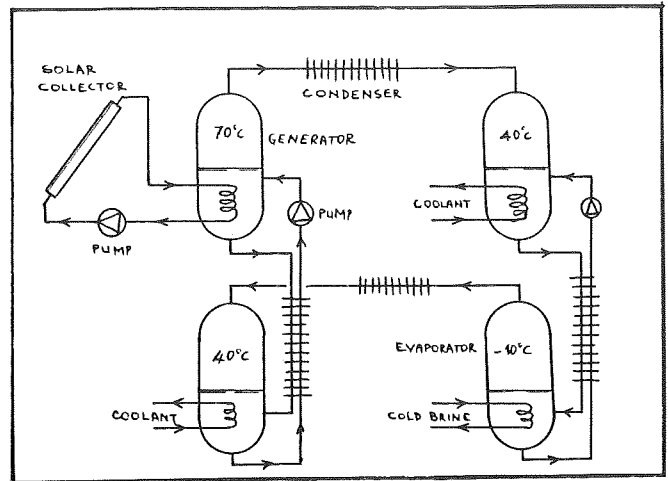 SOLAR
COLLECTOR
CONDENSER
70°C
GENERATOR
40°C
PUMP
COOLANT
PUMP
40°C
EVAPORATOR
-10°C
COOLANT
COLD BRINE